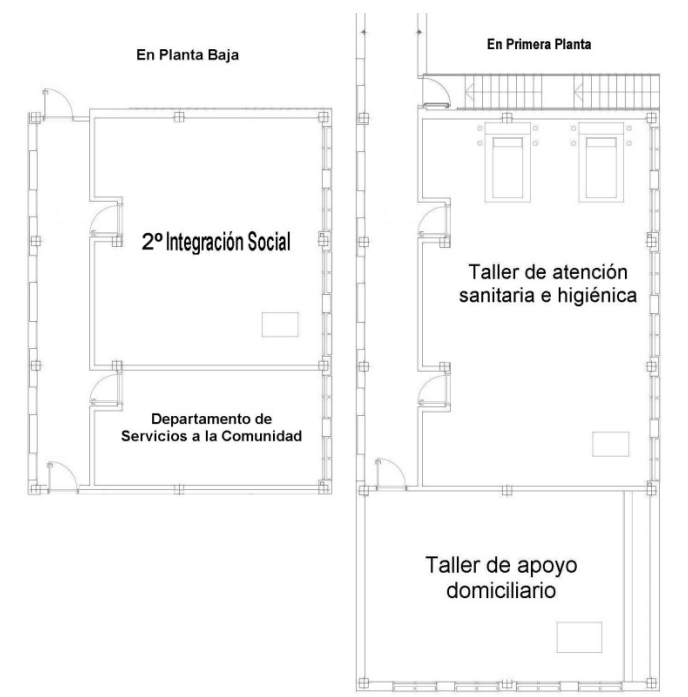 En Planta Baja
2º Integración Social
Departamento de
Servicios a la Comunidad
En Primera Planta
Taller de atención
sanitaria e higiénica
Taller de apoyo
domiciliario